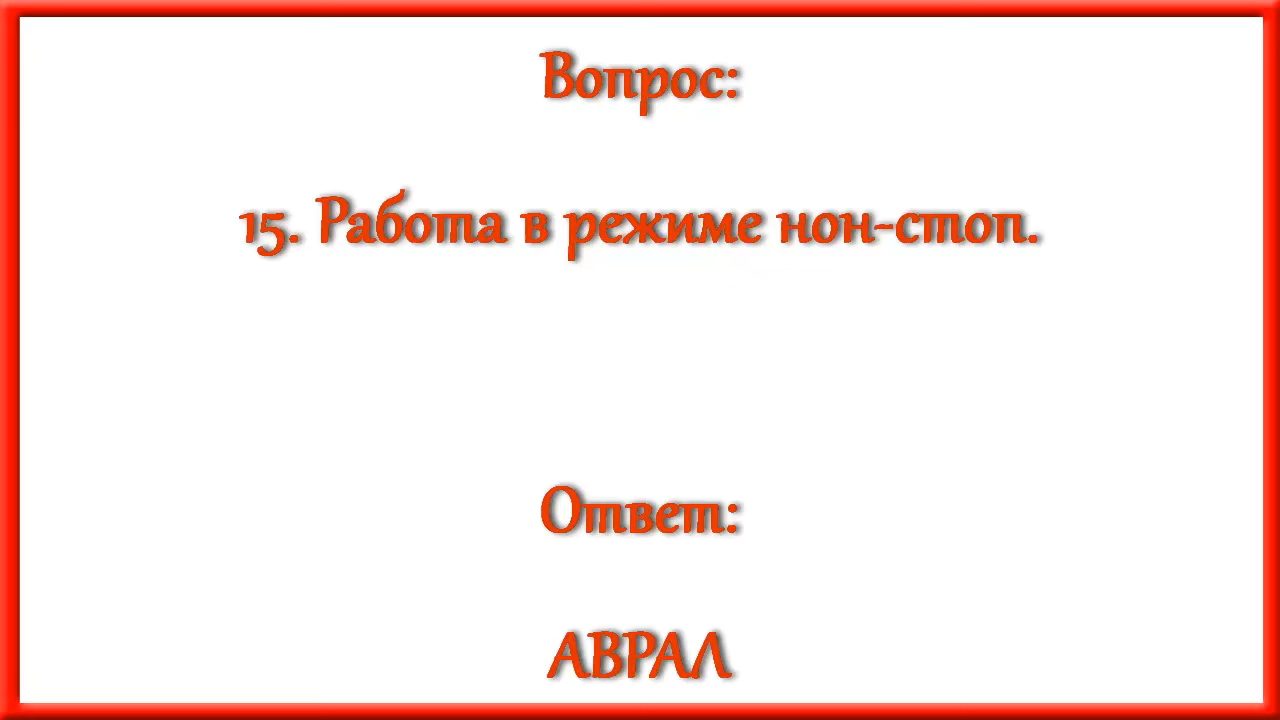 Вопрос:
15. Работа в режиме нон-стоп.
Ответ:
АВРАЛ